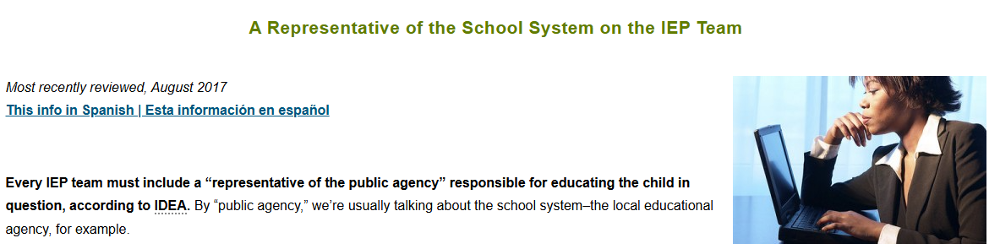 A Representative of the School System on the IEP Team
Most recently reviewed, August 2017
This info in Spanish | Esta información en español
Every IEP team must include a “representative of the public agency” responsible for educating the child in
question, according to IDEA. By “public agency,” we’re usually talking about the school system–the local educational
agency, for example.